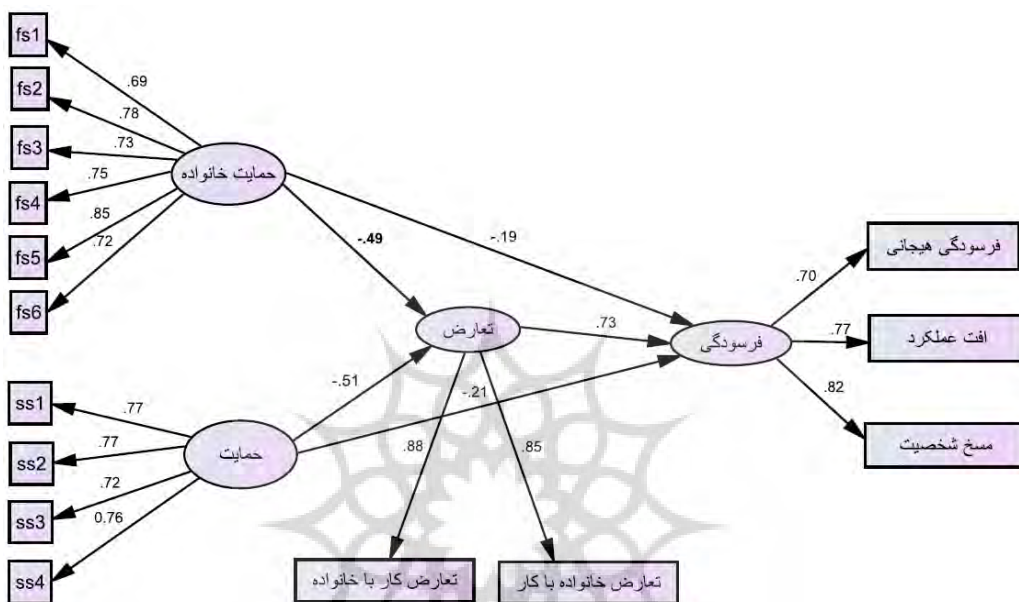 fs1
.69
fs2
.78
fs3
.73
حمایت خانواده
fs4
.75
.85
fs5
.72
fs6
-.49
-.19
فرسودگی هیجانی
.70
تعارض
.73
فرسودگی
.77
افت عملکرد
.82
مسخ شخصیت
-.51
-.21
ss1
.77
ss2
.77
حمایت
ss3
.72
0.76
ss4
.88
.85
تعارض کار با خانواده
تعارض خانواده با کار